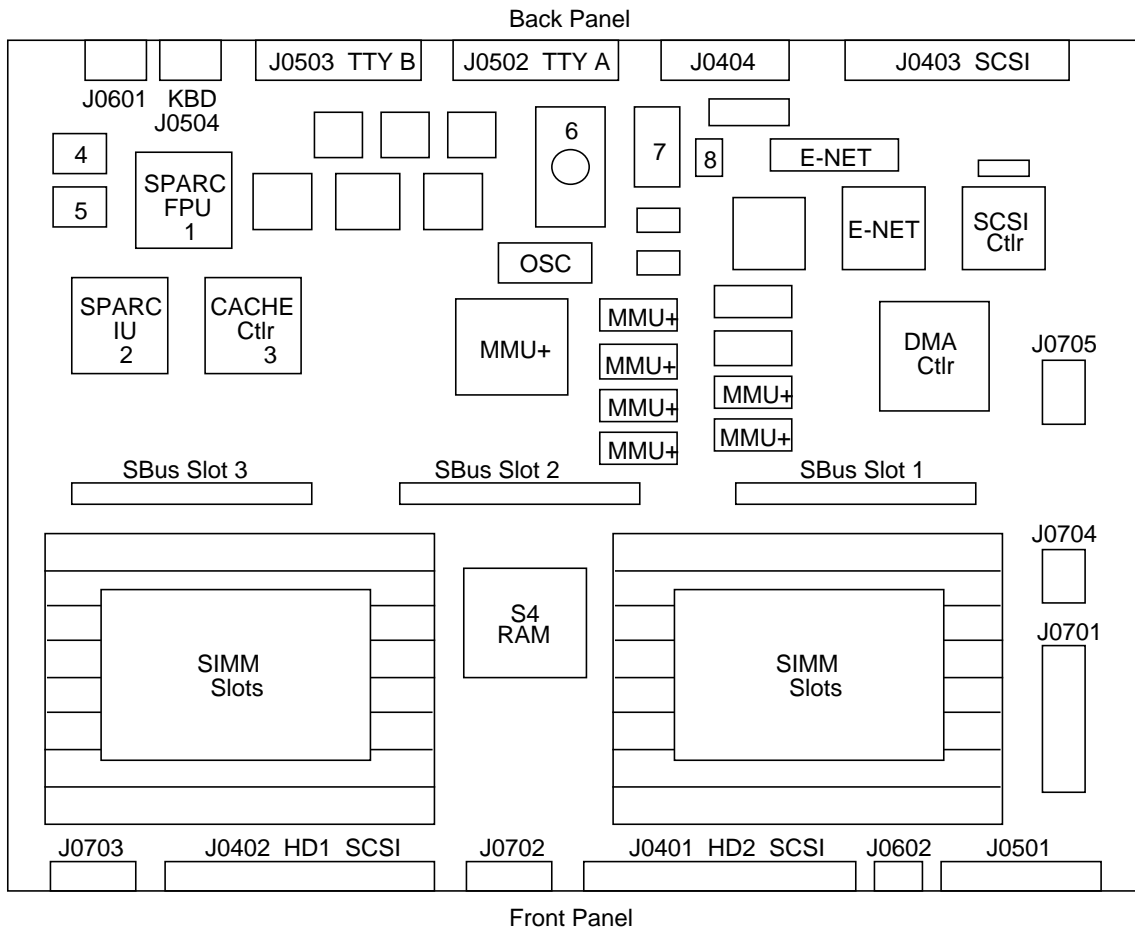 Back Panel
J0503 TTY B
J0502 TTY A
J0404
J0403 SCSI
J0601
KBD
J0504
4
5
SPARC
FPU
1
6
7
8
E-NET
E-NET
SCSI
Ctlr
OSC
SPARC
IU
2
CACHE
Ctlr
3
MMU+
MMU+
MMU+
MMU+
MMU+
MMU+
MMU+
DMA
Ctlr
J0705
SBus Slot 3
SBus Slot 2
SBus Slot 1
J0704
SIMM
Slots
S4
RAM
SIMM
Slots
J0701
J0703
J0402 HD1 SCSI
J0702
J0401 HD2 SCSI
J0602
J0501
Front Panel